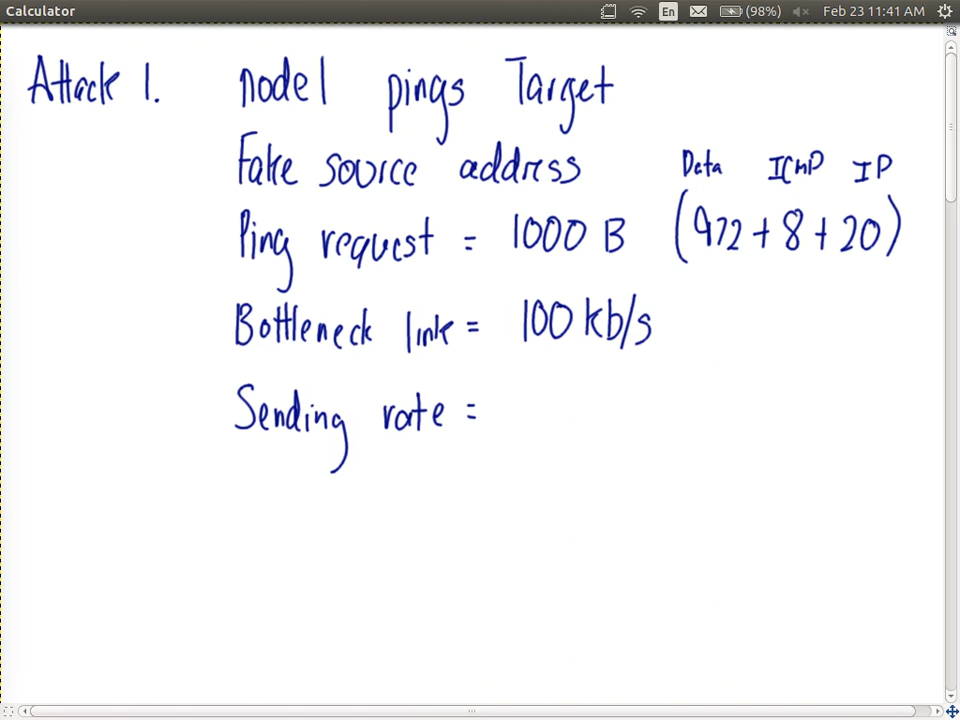 Calculator En (98%) Feb 23 11:41 AM
Attack 1. node1 pings Target
Fake source address
Data ICMP IP
Ping request = 1000 B (972 + 8 + 20)
Bottleneck link = 100 kb/s
Sending rate =